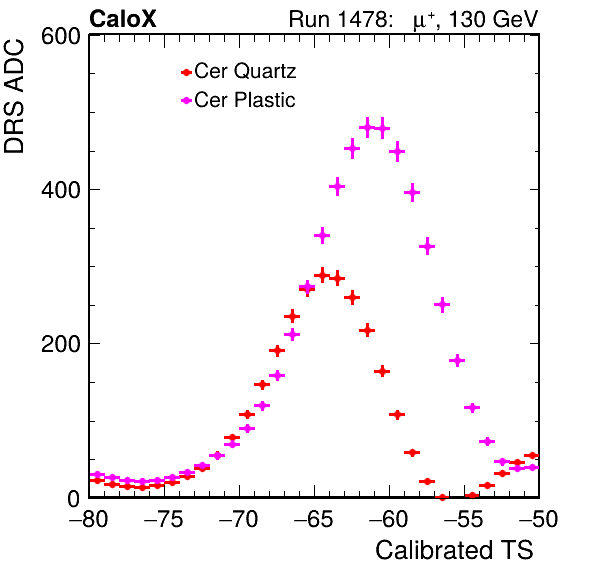 CaloX Run 1478: μ⁺, 130 GeV
DRS ADC
600
400
200
0
Cer Quartz
Cer Plastic
−80 −75 −70 −65 −60 −55 −50
Calibrated TS